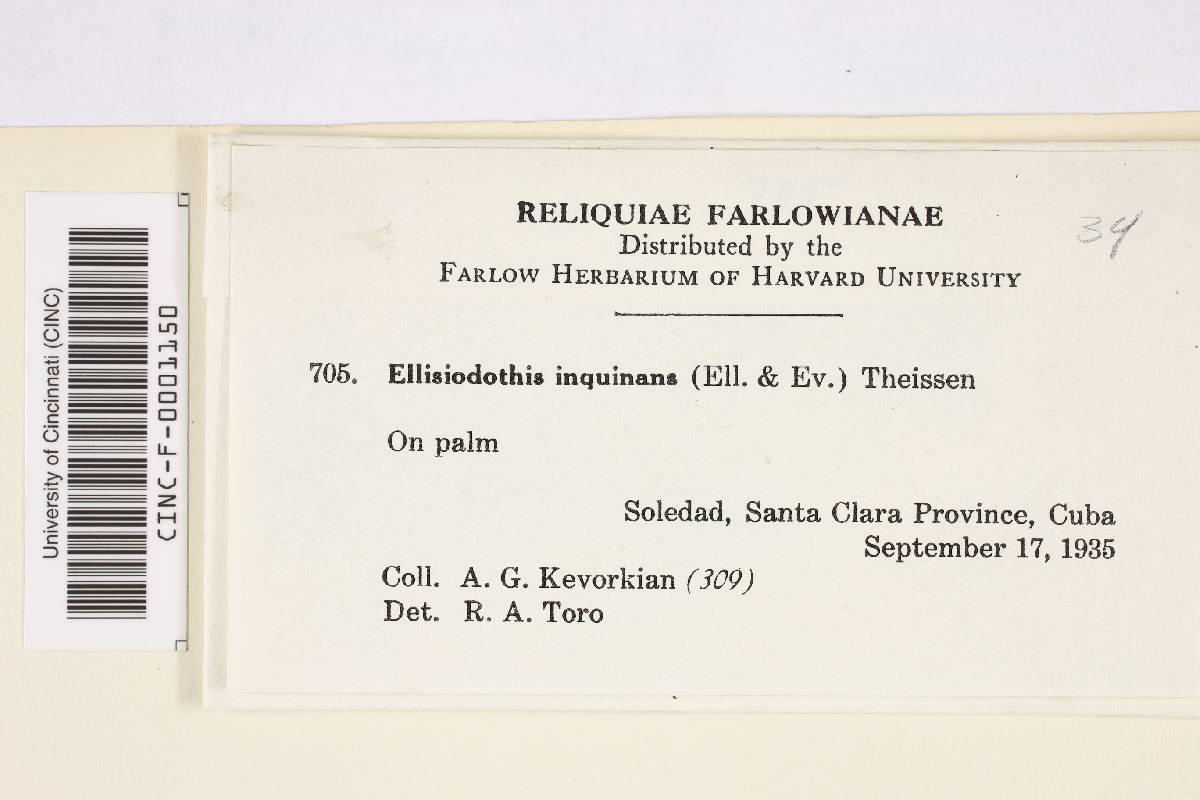 RELIQUIAE FARLOWIANAE
Distributed by the
FARLOW HERBARIUM OF HARVARD UNIVERSITY
34
705. Ellisiodothis inquinans (Ell. & Ev.) Theissen
On palm
Soledad, Santa Clara Province, Cuba
September 17, 1935
Coll. A. G. Kevorkian (309)
Det. R. A. Toro
University of Cincinnati (CINC)
CINC-F-0001150